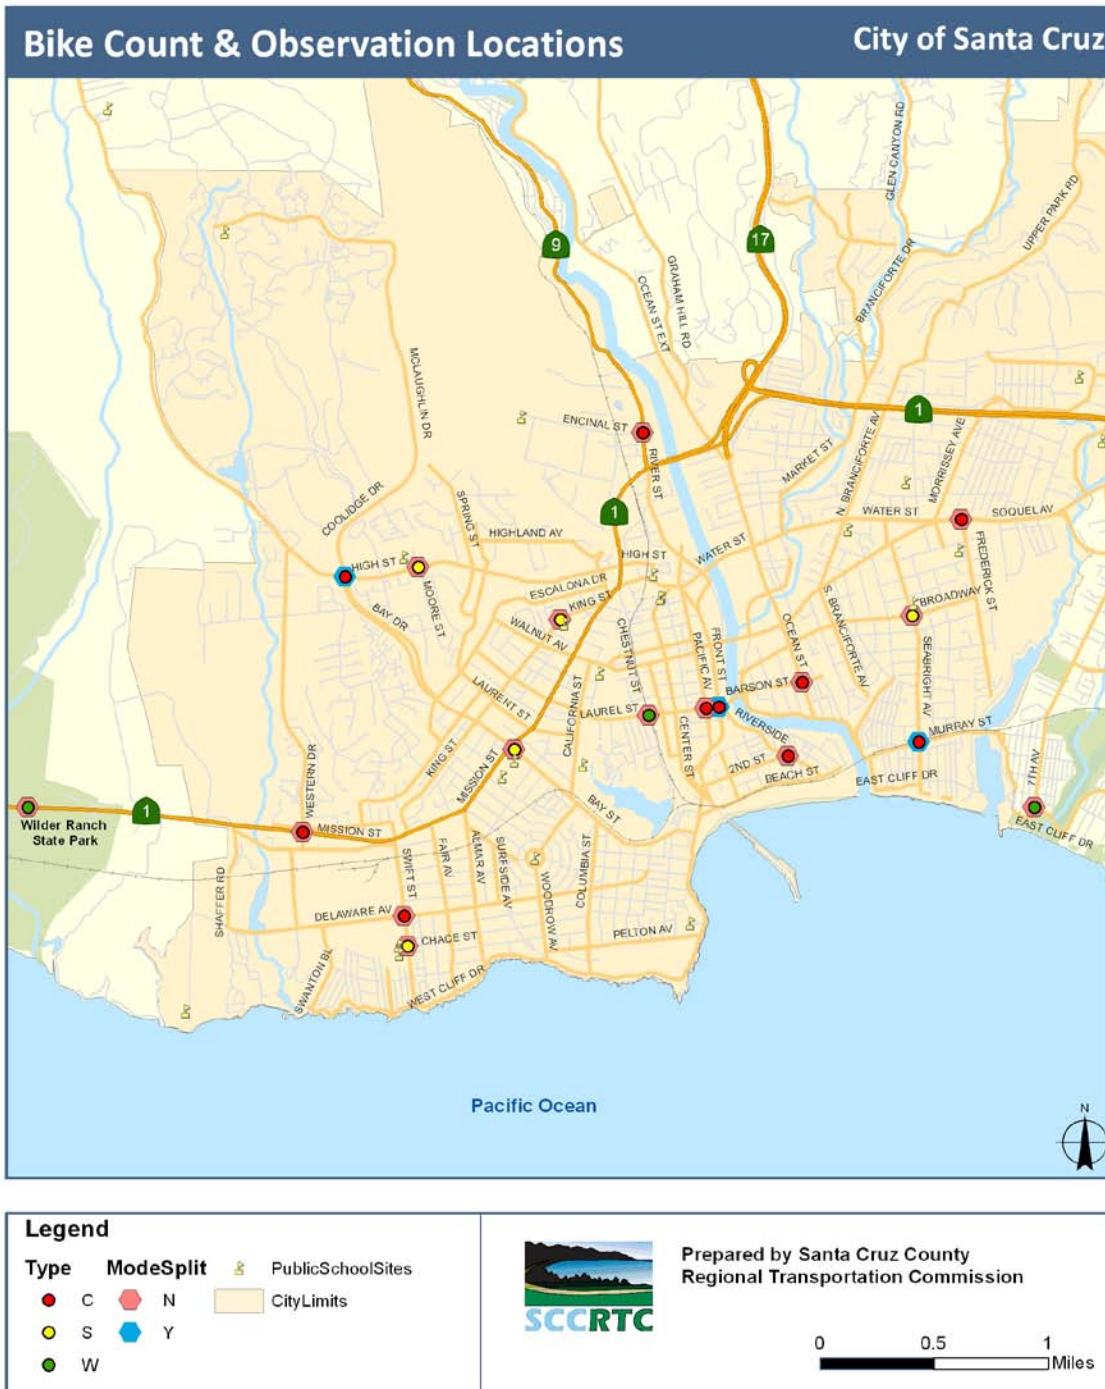 Bike Count & Observation Locations
City of Santa Cruz
GLEN CANYON RD
UPPER PARK RD
9
17
BRANCIFORTE DR
GRAHAM HILL RD
OCEAN ST EXT
MCLAUGHLIN DR
1
ENCINAL ST
RIVER ST
MARKET ST
N. BRANCIFORTE AV
MORRISSEY AVE
COOLIDGE DR
SPRING ST
HIGHLAND AV
1
WATER ST
SOQUEL AV
HIGH ST
MOORE ST
ESCALONA DR
HIGH ST
WATER ST
FREDERICK ST
BAY DR
KING ST
WALNUT AV
CHESTNUT ST
PACIFIC AV
FRONT ST
OCEAN ST
S. BRANCIFORTE AV
BROADWAY
SEABRIGHT AV
LAURENT ST
CALIFORNIA ST
LAUREL ST
CENTER ST
BARSON ST
RIVERSIDE
MURRAY ST
KING ST
MISSION ST
2ND ST
BEACH ST
EAST CLIFF DR
7TH AV
WESTERN DR
BAY ST
EAST CLIFF DR
1
Wilder Ranch
State Park
MISSION ST
SHAFFER RD
SWIFT ST
FAIR AV
ALMAR AV
SURFSIDE AV
WOODROW AV
COLUMBIA ST
DELAWARE AV
CHACE ST
PELTON AV
SWANTON BL
WEST CLIFF DR
Pacific Ocean
N
Legend
Type ModeSplit PublicSchoolSites
C N CityLimits
S Y
W
SCCRTC
Prepared by Santa Cruz County
Regional Transportation Commission
0 0.5 1
Miles